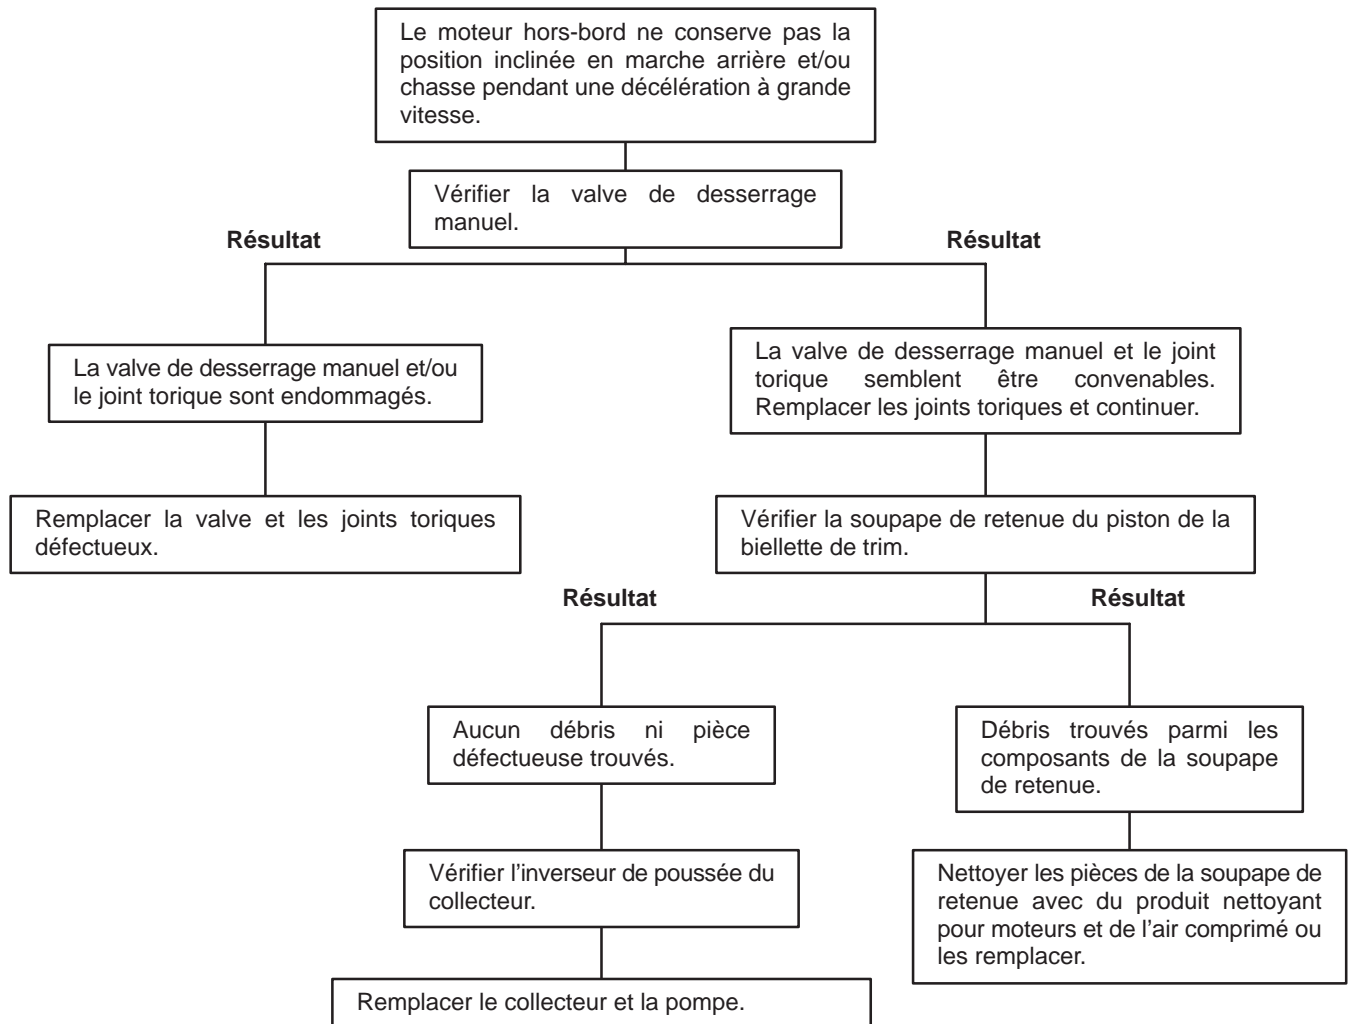 Le moteur hors-bord ne conserve pas la
position inclinée en marche arrière et/ou
chasse pendant une décélération à grande
vitesse.
Vérifier la valve de desserrage
manuel.
Résultat
Résultat
La valve de desserrage manuel et/ou
le joint torique sont endommagés.
La valve de desserrage manuel et le joint
torique semblent être convenables.
Remplacer les joints toriques et continuer.
Remplacer la valve et les joints toriques
défectueux.
Vérifier la soupape de retenue du piston de la
biellette de trim.
Résultat
Résultat
Aucun débris ni pièce
défectueuse trouvés.
Débris trouvés parmi les
composants de la soupape
de retenue.
Vérifier l’inverseur de poussée du
collecteur.
Nettoyer les pièces de la soupape de
retenue avec du produit nettoyant
pour moteurs et de l’air comprimé ou
les remplacer.
Remplacer le collecteur et la pompe.